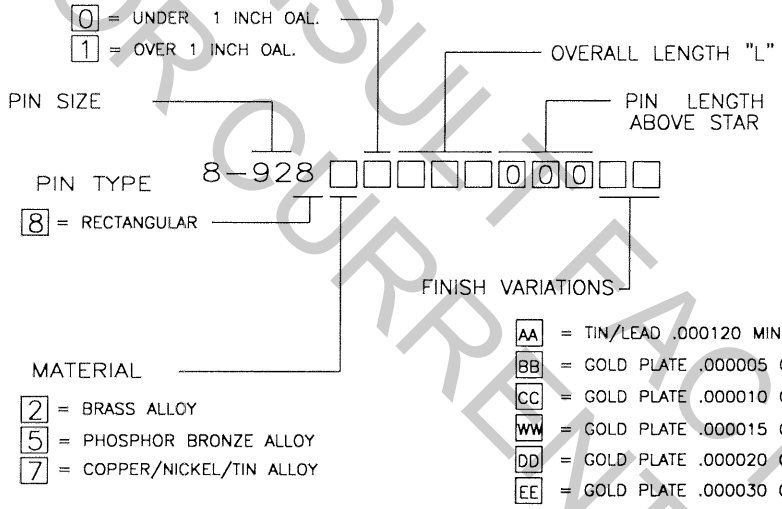 0 = UNDER 1 INCH OAL.
1 = OVER 1 INCH OAL.
OVERALL LENGTH "L"
PIN SIZE
PIN LENGTH
ABOVE STAR
8-928 000
PIN TYPE
8 = RECTANGULAR
FINISH VARIATIONS
AA = TIN/LEAD .000120 MIN
BB = GOLD PLATE .000005
CC = GOLD PLATE .000010
WW = GOLD PLATE .000015
DD = GOLD PLATE .000020
EE = GOLD PLATE .000030
MATERIAL
2 = BRASS ALLOY
5 = PHOSPHOR BRONZE ALLOY
7 = COPPER/NICKEL/TIN ALLOY